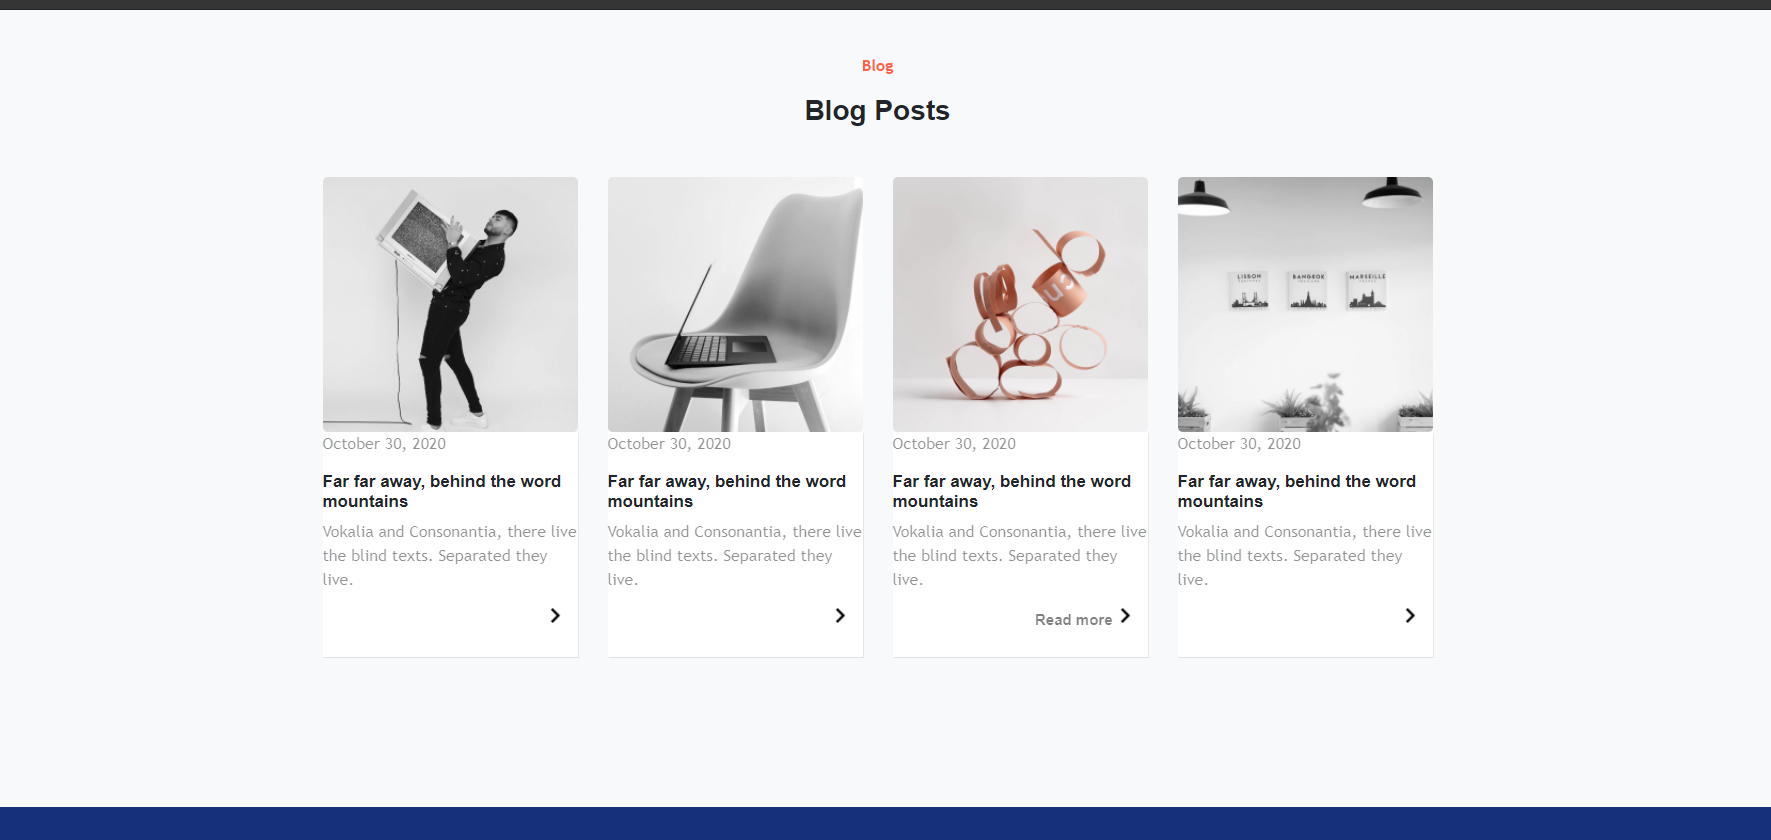 Blog
Blog Posts
LISBON
BANGKOK
MARSEILLE
us
October 30, 2020
Far far away, behind the word
mountains
Vokalia and Consonantia, there live
the blind texts. Separated they
live.
October 30, 2020
Far far away, behind the word
mountains
Vokalia and Consonantia, there live
the blind texts. Separated they
live.
October 30, 2020
Far far away, behind the word
mountains
Vokalia and Consonantia, there live
the blind texts. Separated they
live.
Read more
October 30, 2020
Far far away, behind the word
mountains
Vokalia and Consonantia, there live
the blind texts. Separated they
live.